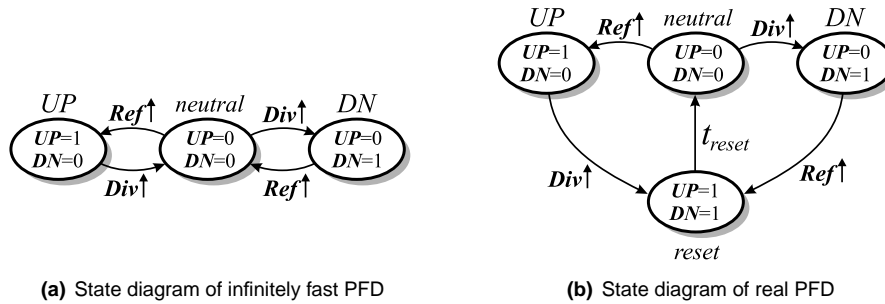 UP
Ref↑
neutral
Div↑
DN
UP=1
DN=0
UP=0
DN=0
UP=0
DN=1
Div↑
Ref↑
(a) State diagram of infinitely fast PFD
UP
neutral
DN
Ref↑
Div↑
UP=1
DN=0
UP=0
DN=0
UP=0
DN=1
t_reset
Div↑
Ref↑
UP=1
DN=1
reset
(b) State diagram of real PFD